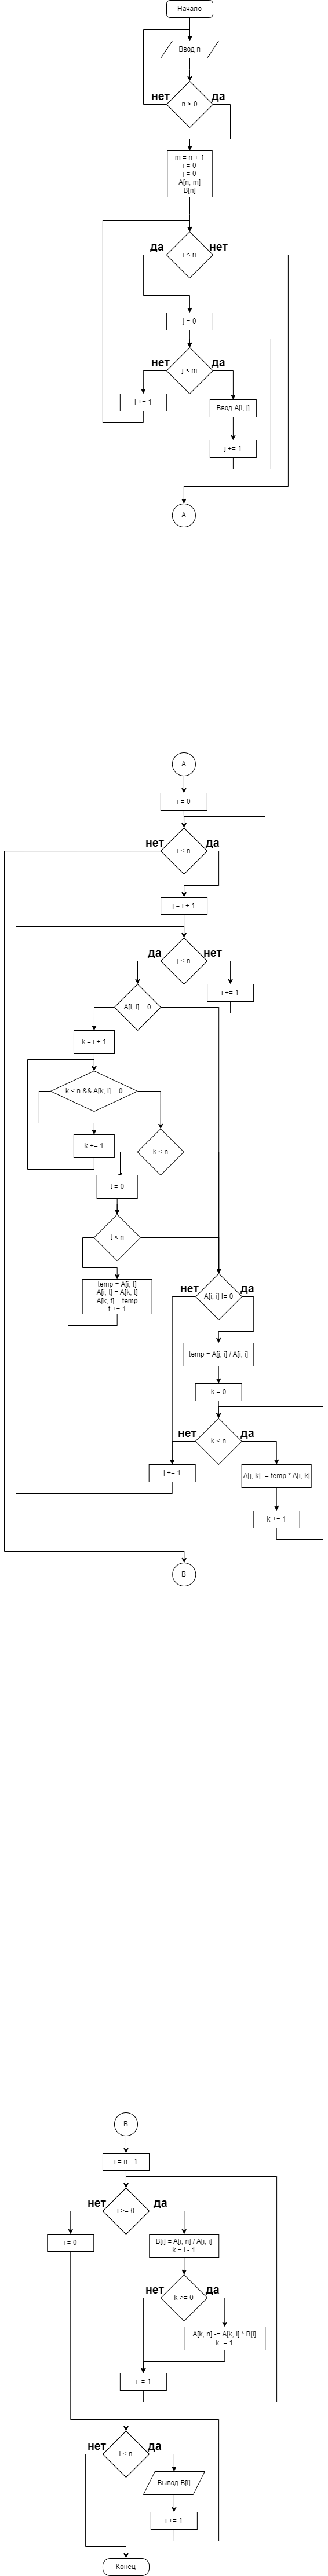 Начало
Ввод n
n > 0
нет
да
m = n + 1
i = 0
j = 0
A[n, m]
B[n]
i < n
да
нет
j = 0
j < m
нет
да
i += 1
Ввод A[i, j]
j += 1
A
A
i = 0
i < n
нет
да
j = i + 1
j < n
да
нет
i += 1
A[i, i] = 0
k = i + 1
k < n && A[k, i] = 0
k += 1
k < n
t = 0
t < n
temp = A[i, t]
A[i, t] = A[k, t]
A[k, t] = temp
t += 1
A[i, i] != 0
нет
да
temp = A[j, i] / A[i, i]
k = 0
k < n
нет
да
j += 1
A[j, k] -= temp * A[i, k]
k += 1
B
B
i = n - 1
i >= 0
нет
да
i = 0
B[i] = A[i, n] / A[i, i]
k = i - 1
k >= 0
нет
да
A[k, n] -= A[k, i] * B[i]
k -= 1
i -= 1
i < n
нет
да
Вывод B[i]
i += 1
Конец